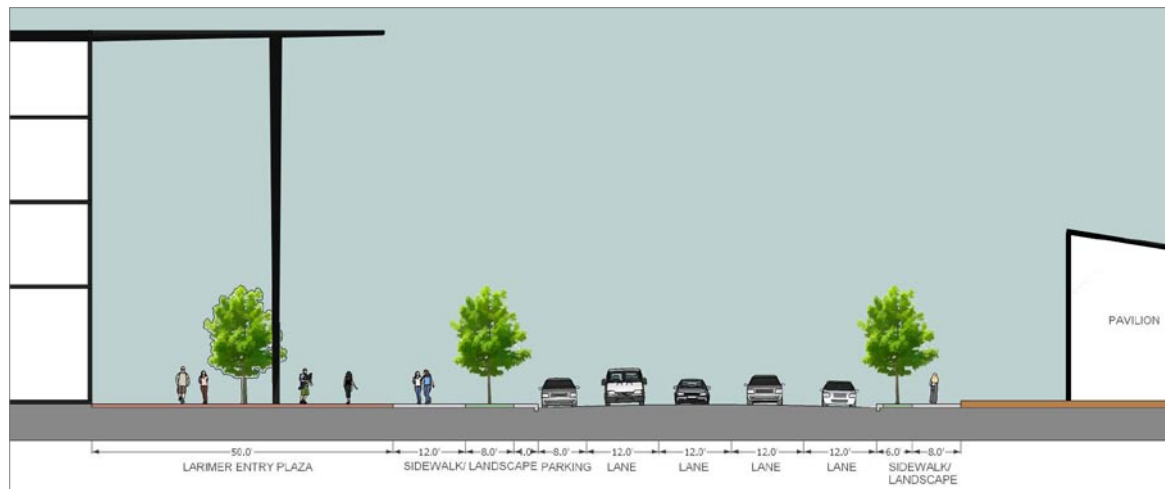 PAVILION
50.0' 12.0' 8.0' 4.0' 8.0' 12.0' 12.0' 12.0' 12.0' 6.0' 8.0'
LARIMER ENTRY PLAZA SIDEWALK/ LANDSCAPE PARKING LANE LANE LANE LANE SIDEWALK/
LANDSCAPE